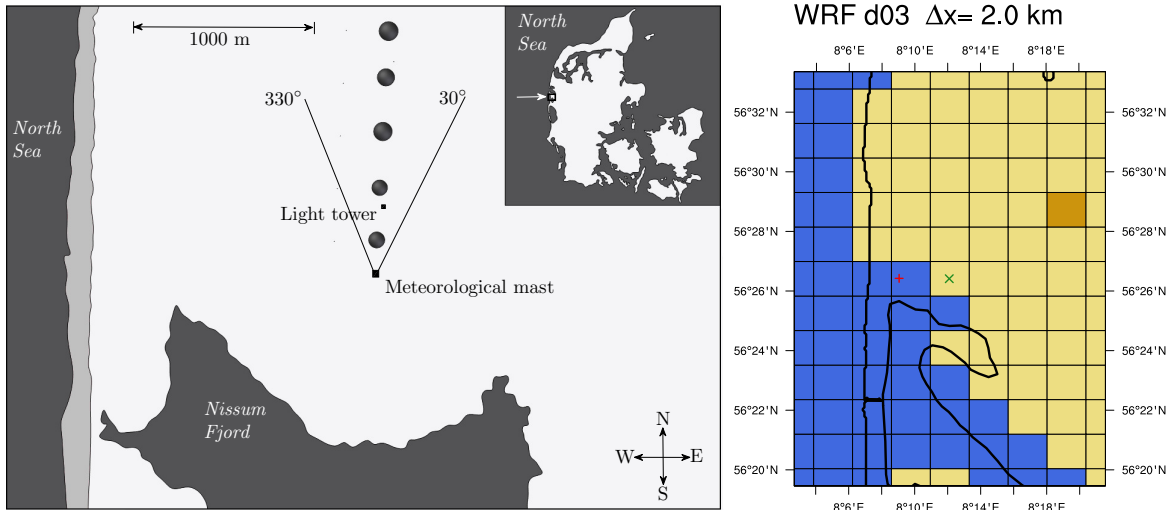 1000 m
North
Sea
330°
30°
North
Sea
Light tower
Meteorological mast
Nissum
Fjord
N
W
E
S
WRF d03 Δx= 2.0 km
8°6'E 8°10'E 8°14'E 8°18'E
56°32'N 56°32'N
56°30'N 56°30'N
56°28'N 56°28'N
56°26'N 56°26'N
56°24'N 56°24'N
56°22'N 56°22'N
56°20'N 56°20'N
8°6'E 8°10'E 8°14'E 8°18'E